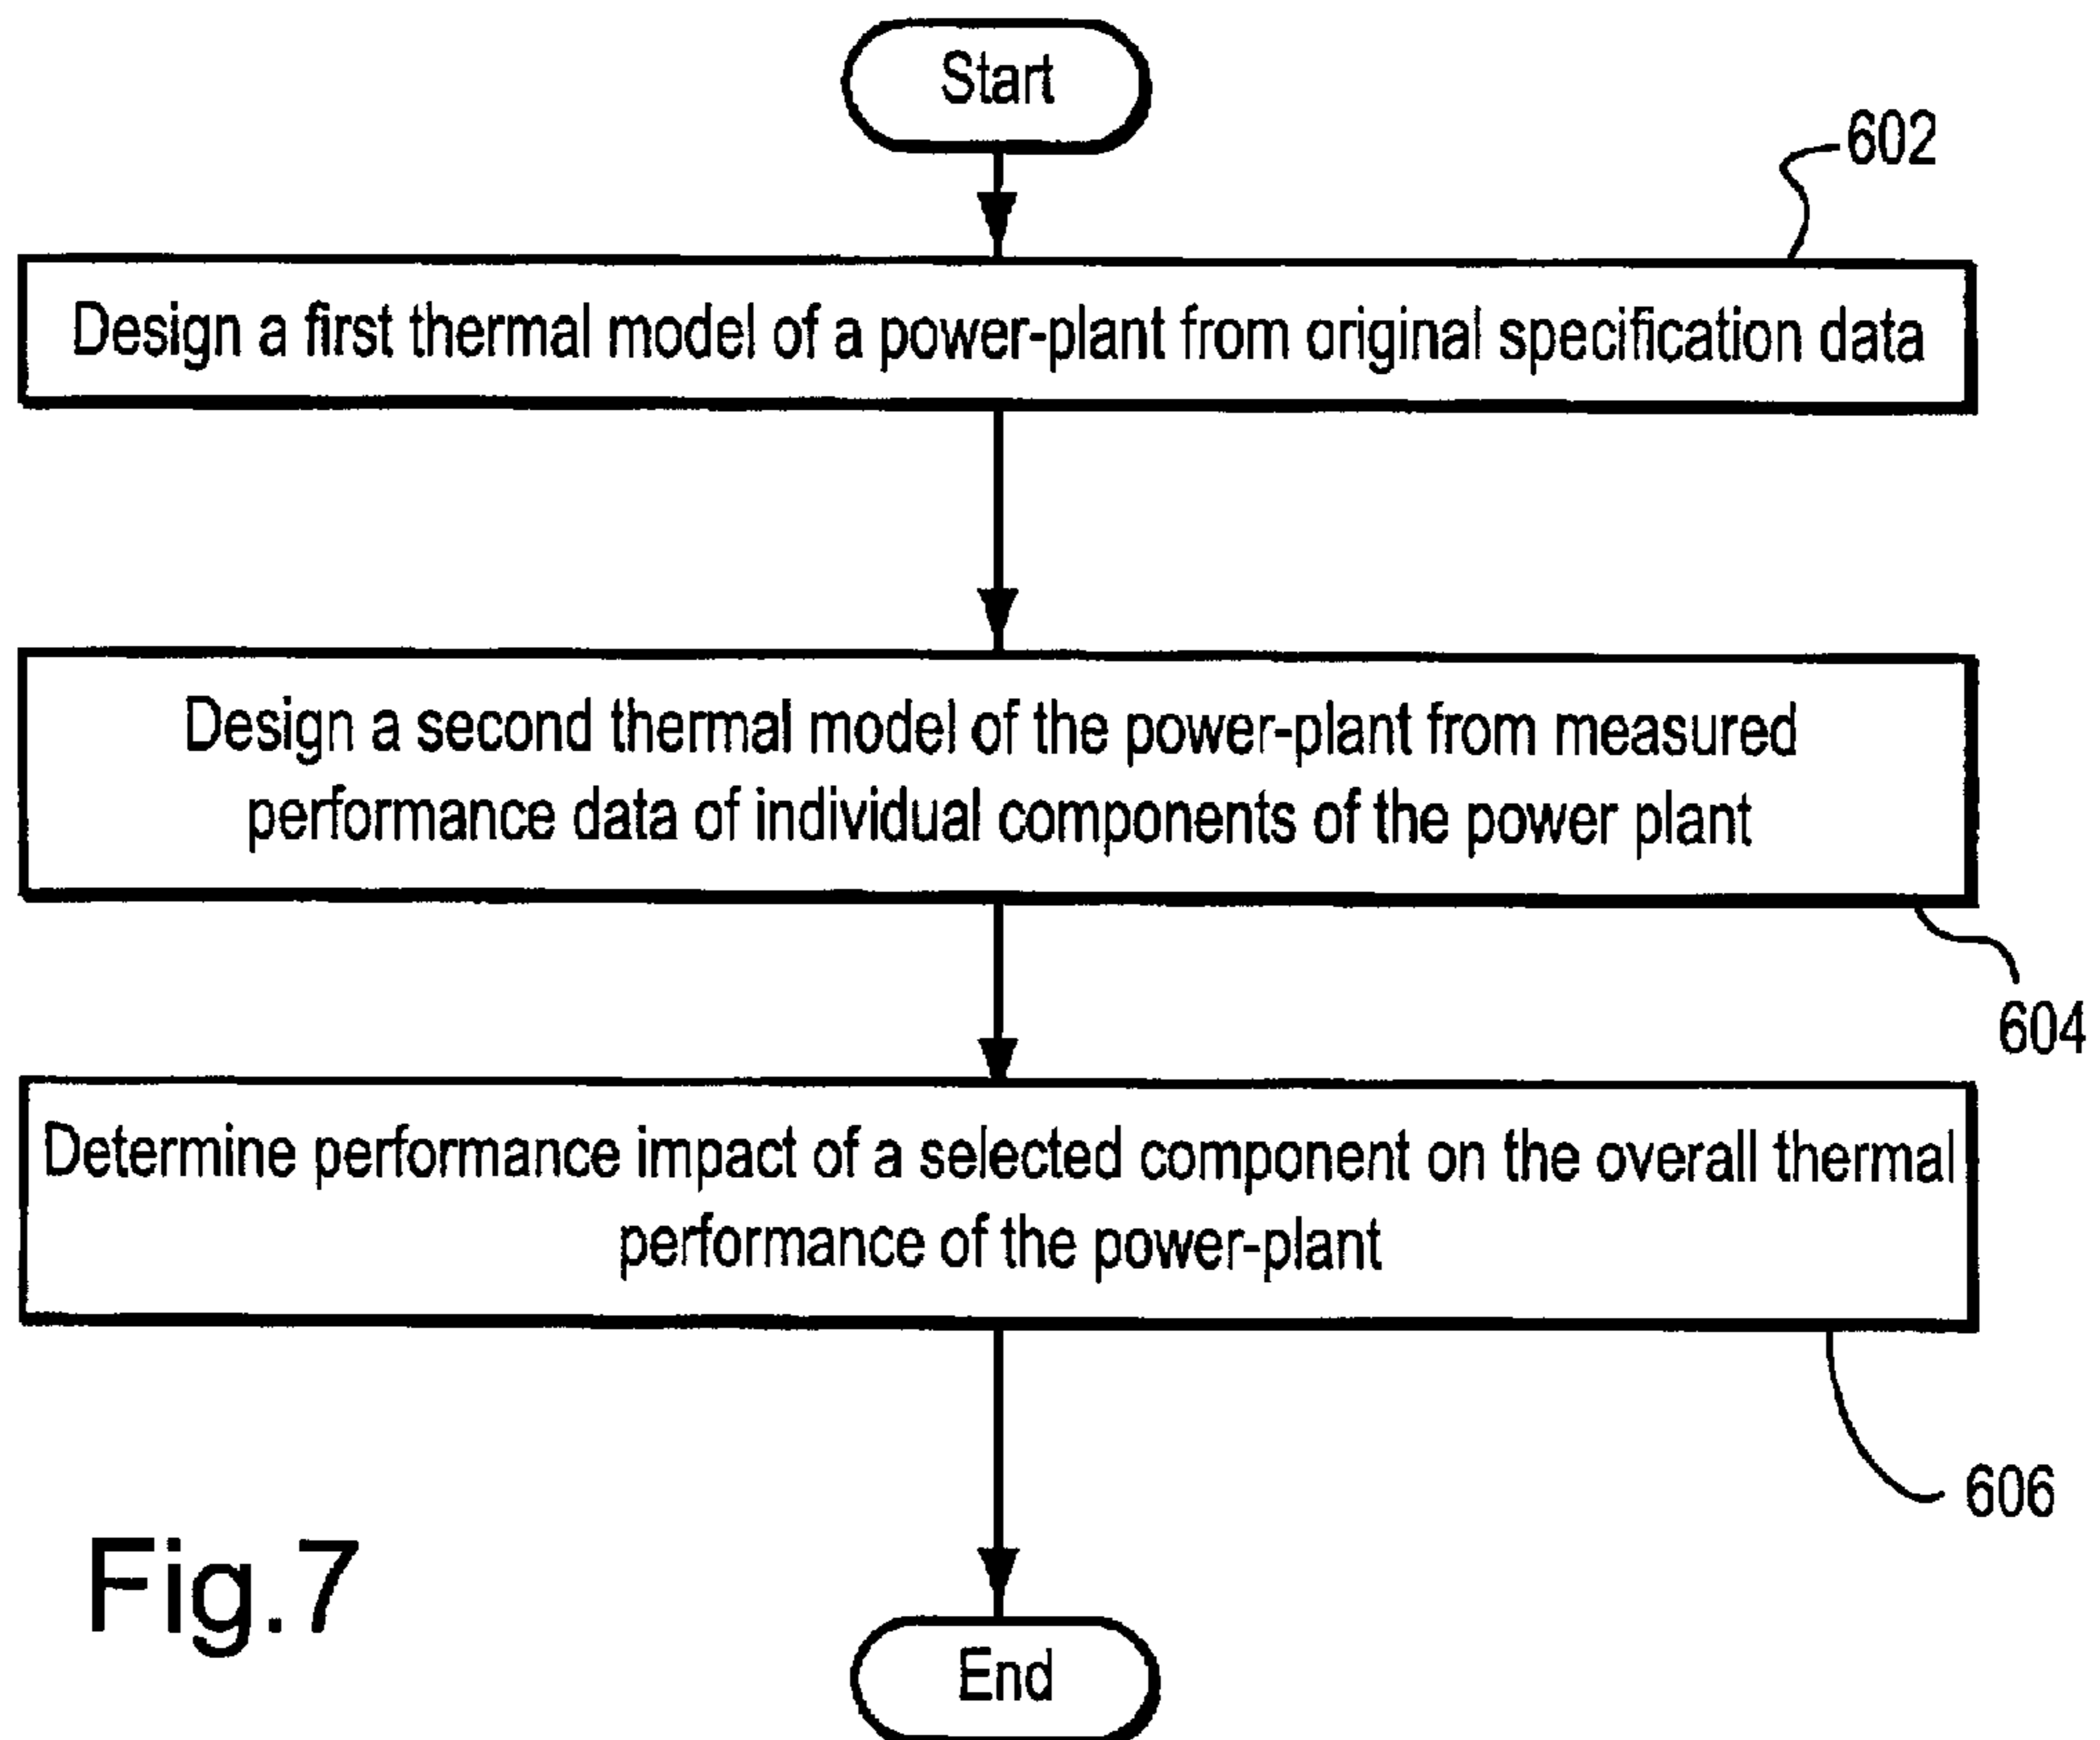 Start
602
Design a first thermal model of a power-plant from original specification data
Design a second thermal model of the power-plant from measured
performance data of individual components of the power plant
604
Determine performance impact of a selected component on the overall thermal
performance of the power-plant
606
Fig.7
End